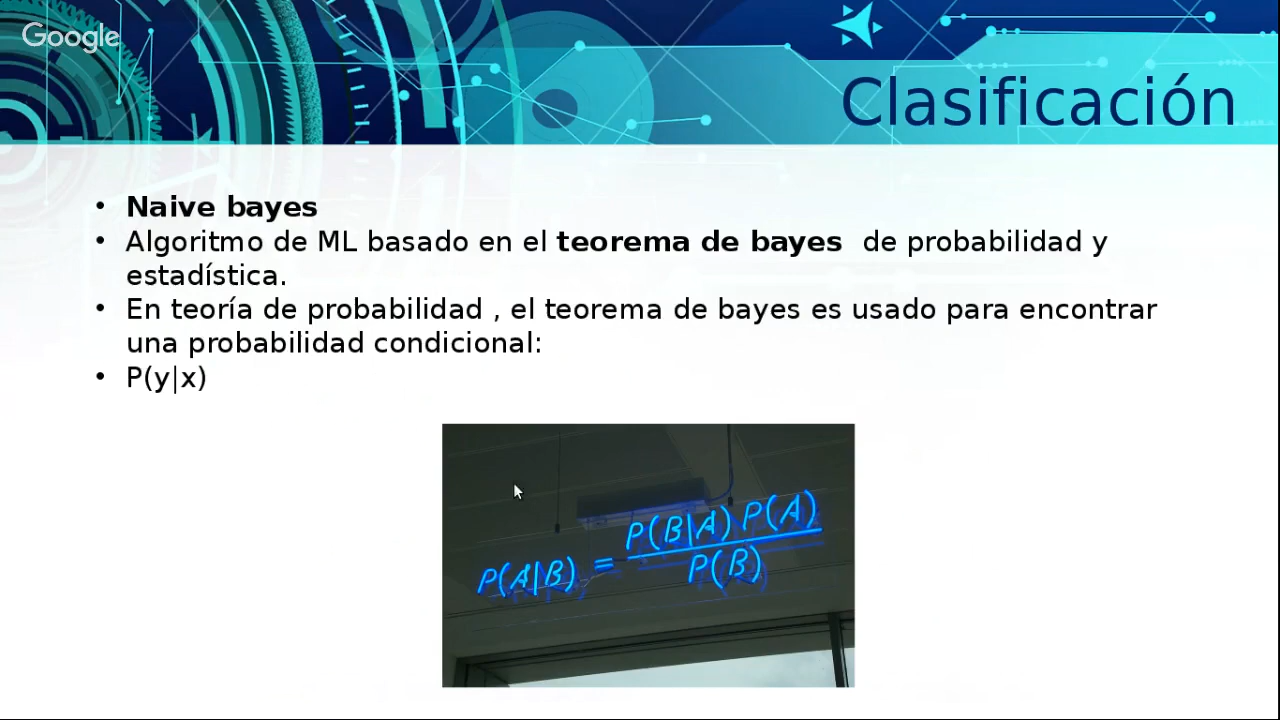 Google
Clasificación
• Naive bayes
• Algoritmo de ML basado en el teorema de bayes  de probabilidad y
estadística.
• En teoría de probabilidad , el teorema de bayes es usado para encontrar
una probabilidad condicional:
• P(y|x)
P(A|B) = P(B|A) P(A)
P(B)